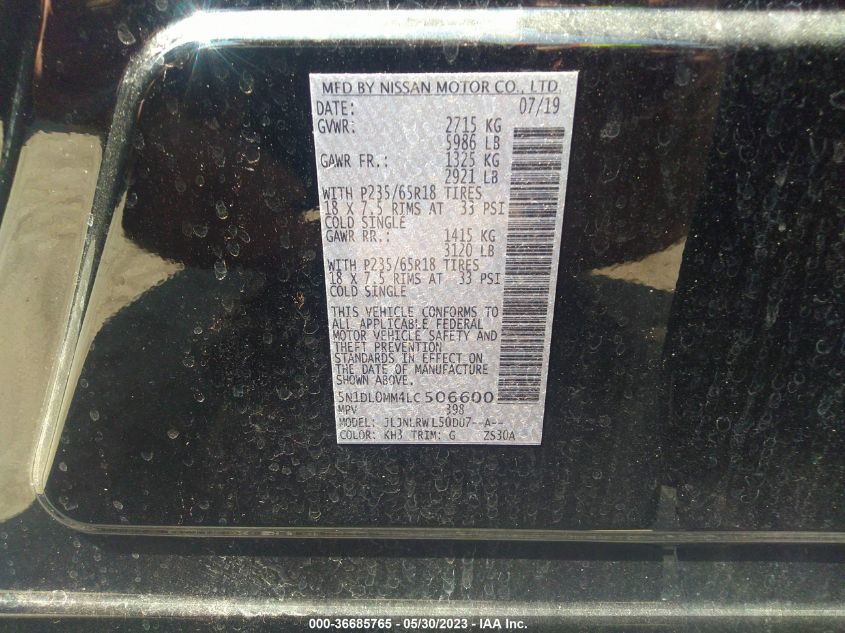 MFD BY NISSAN MOTOR CO., LTD.
DATE: 07/19
GVWR: 2715 KG
5986 LB
GAWR FR.: 1325 KG
2921 LB
WITH P235/65R18 TIRES
18 X 7.5 RIMS AT 33 PSI
COLD SINGLE
GAWR RR.: 1415 KG
3120 LB
WITH P235/65R18 TIRES
18 X 7.5 RIMS AT 33 PSI
COLD SINGLE
THIS VEHICLE CONFORMS TO
ALL APPLICABLE FEDERAL
MOTOR VEHICLE SAFETY AND
THEFT PREVENTION
STANDARDS IN EFFECT ON
THE DATE OF MANUFACTURE
SHOWN ABOVE.
5N1DL0MM4LC506600
MPV 398
MODEL: JLJNLRWL50DU7--A--
COLOR: KH3 TRIM: G ZS30A
000-36685765 - 05/30/2023 - IAA Inc.